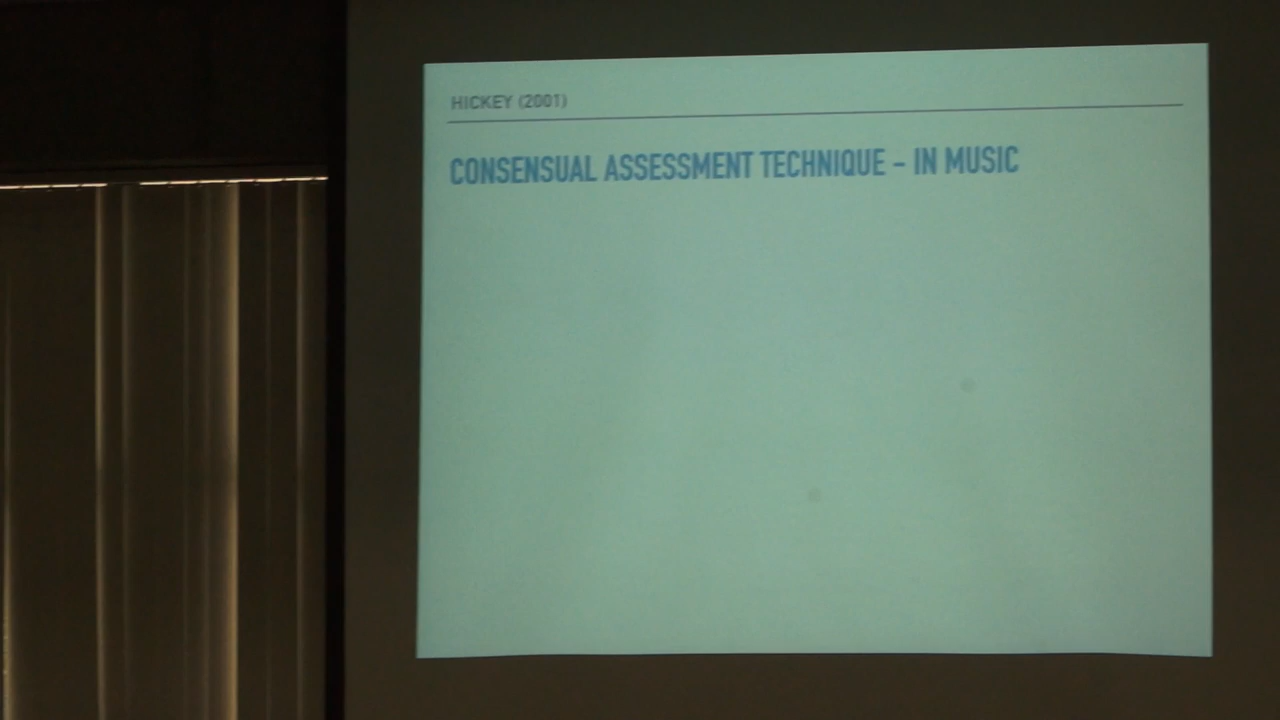 HICKEY (2001)
CONSENSUAL ASSESSMENT TECHNIQUE – IN MUSIC